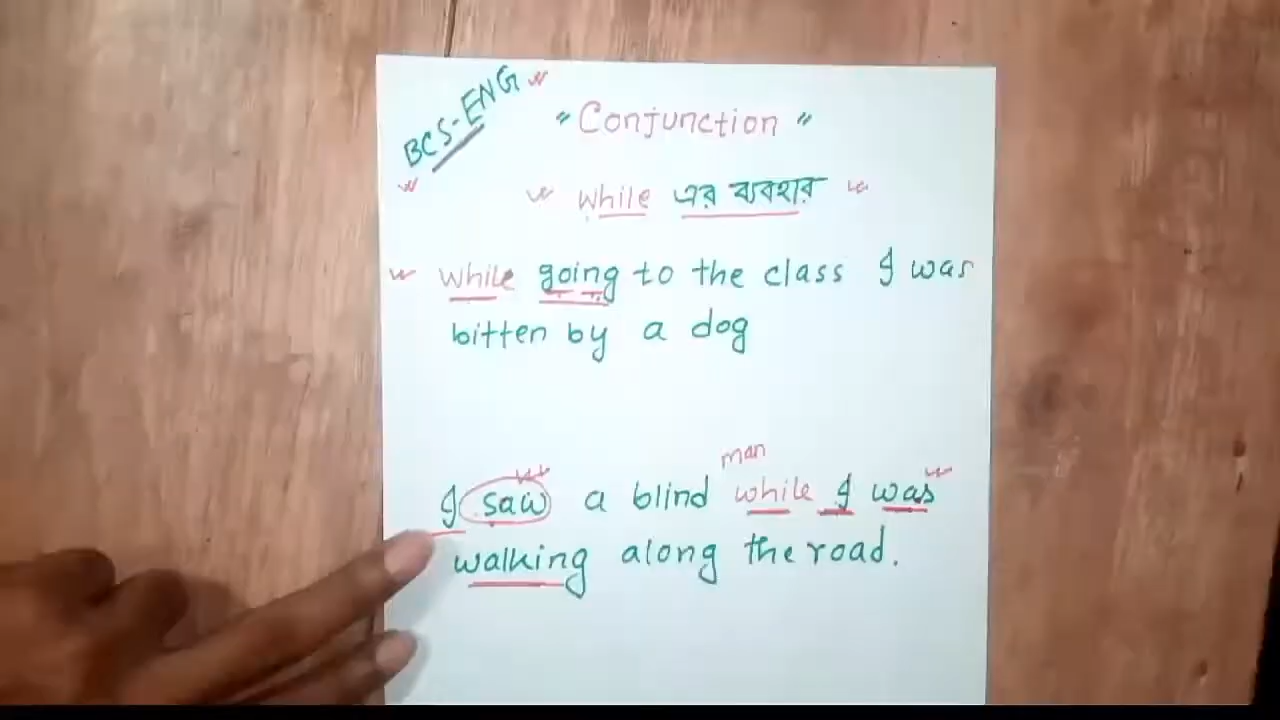 BCS-ENG
"Conjunction"
while এর ব্যবহার
while going to the class I was
bitten by a dog
man
I saw a blind while I was
walking along the road.